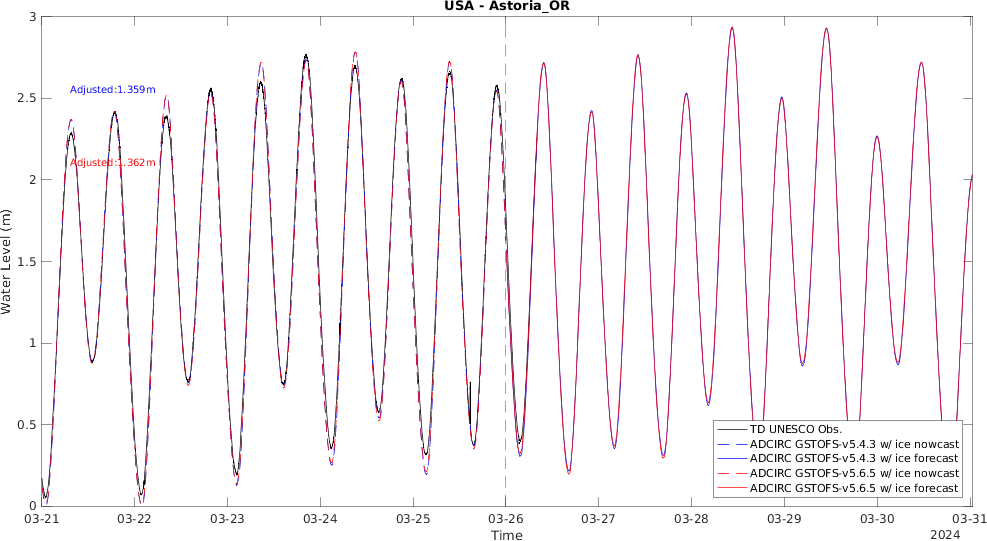 USA - Astoria_OR
3
2.5
2
1.5
1
0.5
0
Water Level (m)
Adjusted:1.359m
Adjusted:1.362m
TD UNESCO Obs.
ADCIRC GSTOFS-v5.4.3 w/ ice nowcast
ADCIRC GSTOFS-v5.4.3 w/ ice forecast
ADCIRC GSTOFS-v5.6.5 w/ ice nowcast
ADCIRC GSTOFS-v5.6.5 w/ ice forecast
03-21 03-22 03-23 03-24 03-25 03-26 03-27 03-28 03-29 03-30 03-31
Time
2024